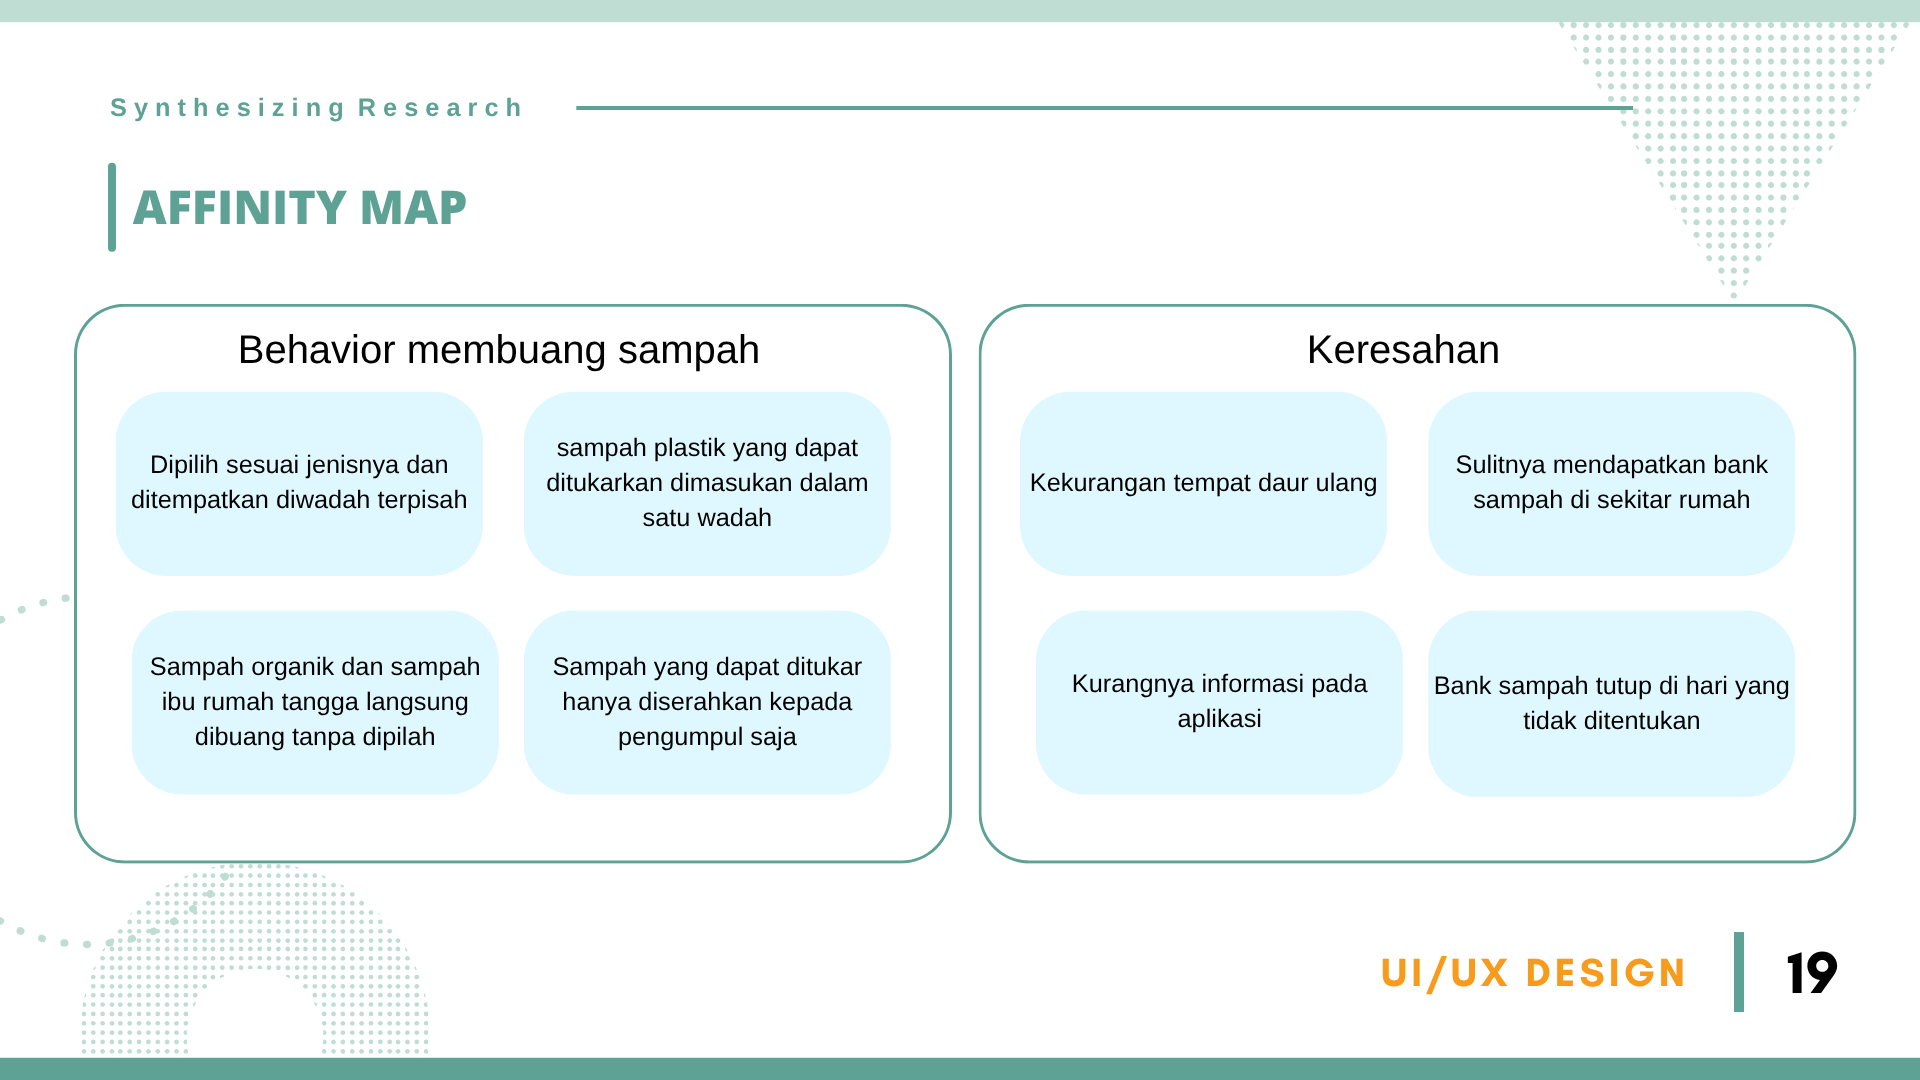 Synthesizing Research
AFFINITY MAP
Behavior membuang sampah
Dipilih sesuai jenisnya dan
ditempatkan diwadah terpisah
sampah plastik yang dapat
ditukarkan dimasukan dalam
satu wadah
Sampah organik dan sampah
ibu rumah tangga langsung
dibuang tanpa dipilah
Sampah yang dapat ditukar
hanya diserahkan kepada
pengumpul saja
Keresahan
Kekurangan tempat daur ulang
Sulitnya mendapatkan bank
sampah di sekitar rumah
Kurangnya informasi pada
aplikasi
Bank sampah tutup di hari yang
tidak ditentukan
UI/UX DESIGN
19